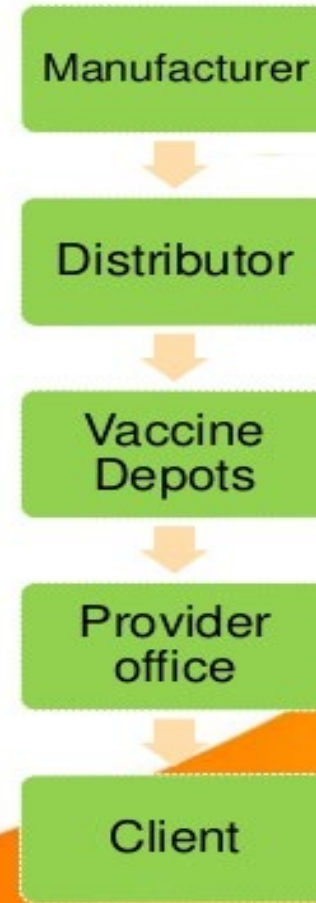 Manufacturer
Distributor
Vaccine
Depots
Provider
office
Client